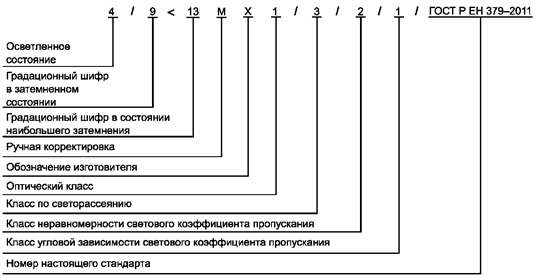 4 / 9 < 13 М Х 1 / 3 / 2 / 1 / ГОСТ Р ЕН 379–2011
Осветленное
состояние
Градационный шифр
в затемненном
состоянии
Градационный шифр в состоянии
наибольшего затемнения
Ручная корректировка
Обозначение изготовителя
Оптический класс
Класс по светорассеянию
Класс неравномерности светового коэффициента пропускания
Класс угловой зависимости светового коэффициента пропускания
Номер настоящего стандарта